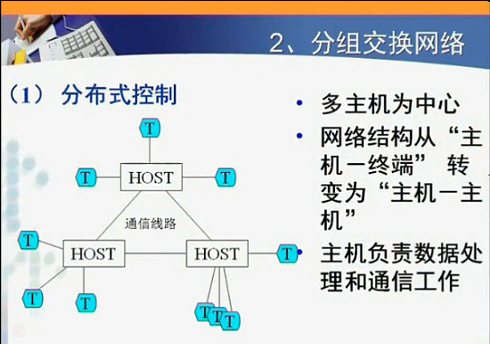 2、分组交换网络
（1） 分布式控制
T
T
HOST
T
通信线路
T
HOST
HOST
T
T
T
T
T
T
• 多主机为中心
• 网络结构从“主
机－终端” 转
变为“主机－主
机”
• 主机负责数据处
理和通信工作